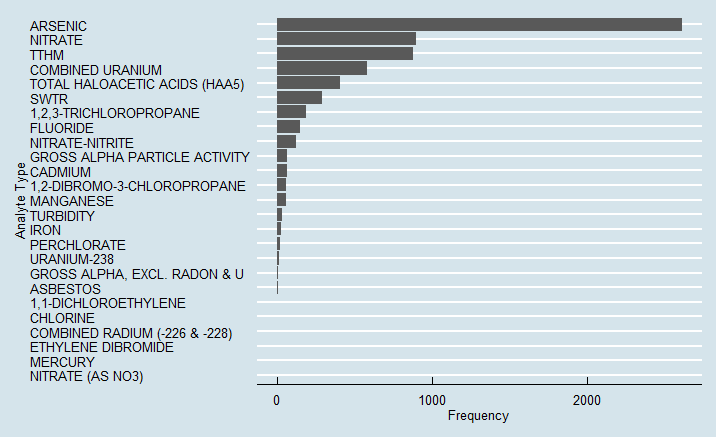 ARSENIC
NITRATE
TTHM
COMBINED URANIUM
TOTAL HALOACETIC ACIDS (HAA5)
SWTR
1,2,3-TRICHLOROPROPANE
FLUORIDE
NITRATE-NITRITE
GROSS ALPHA PARTICLE ACTIVITY
CADMIUM
1,2-DIBROMO-3-CHLOROPROPANE
MANGANESE
TURBIDITY
IRON
PERCHLORATE
URANIUM-238
GROSS ALPHA, EXCL. RADON & U
ASBESTOS
1,1-DICHLOROETHYLENE
CHLORINE
COMBINED RADIUM (-226 & -228)
ETHYLENE DIBROMIDE
MERCURY
NITRATE (AS NO3)
Analyte Type
0 1000 2000
Frequency